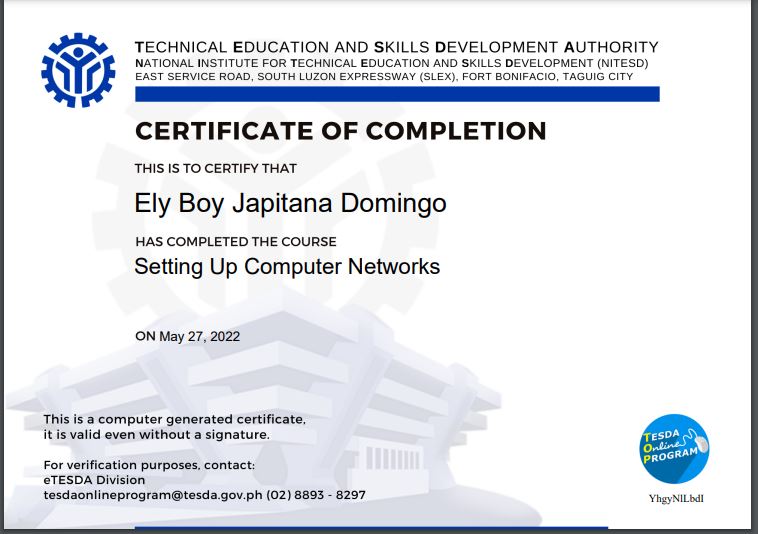 TECHNICAL EDUCATION AND SKILLS DEVELOPMENT AUTHORITY
NATIONAL INSTITUTE FOR TECHNICAL EDUCATION AND SKILLS DEVELOPMENT (NITESD)
EAST SERVICE ROAD, SOUTH LUZON EXPRESSWAY (SLEX), FORT BONIFACIO, TAGUIG CITY
CERTIFICATE OF COMPLETION
THIS IS TO CERTIFY THAT
Ely Boy Japitana Domingo
HAS COMPLETED THE COURSE
Setting Up Computer Networks
ON May 27, 2022
This is a computer generated certificate,
it is valid even without a signature.
For verification purposes, contact:
eTESDA Division
tesdaonlineprogram@tesda.gov.ph (02) 8893 - 8297
TESDA
Online
PROGRAM
YhgyNlLbdI